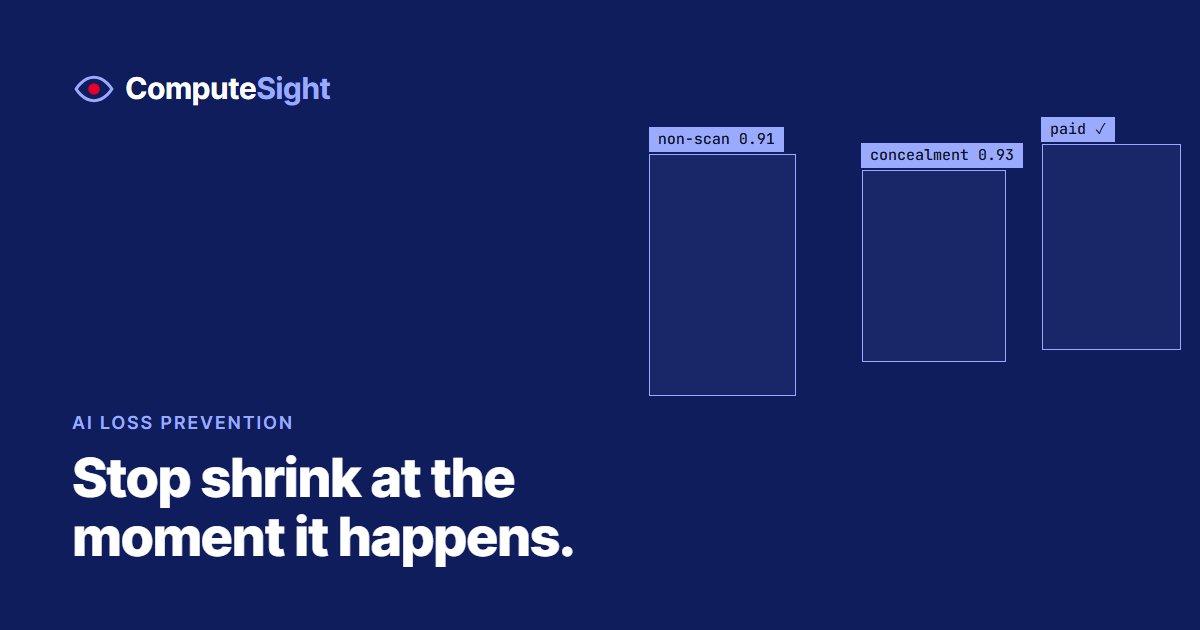 ComputeSight
non-scan 0.91
concealment 0.93
paid ✓
AI LOSS PREVENTION
Stop shrink at the
moment it happens.